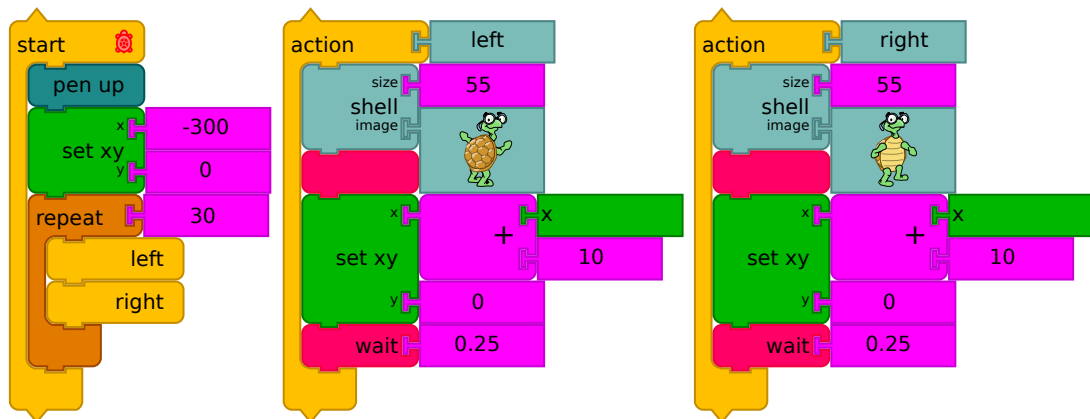 start
pen up
x
-300
set xy
y
0
repeat
30
left
right
action
left
size
55
shell
image
x
+
x
set xy
10
y
0
wait
0.25
action
right
size
55
shell
image
x
+
x
set xy
10
y
0
wait
0.25